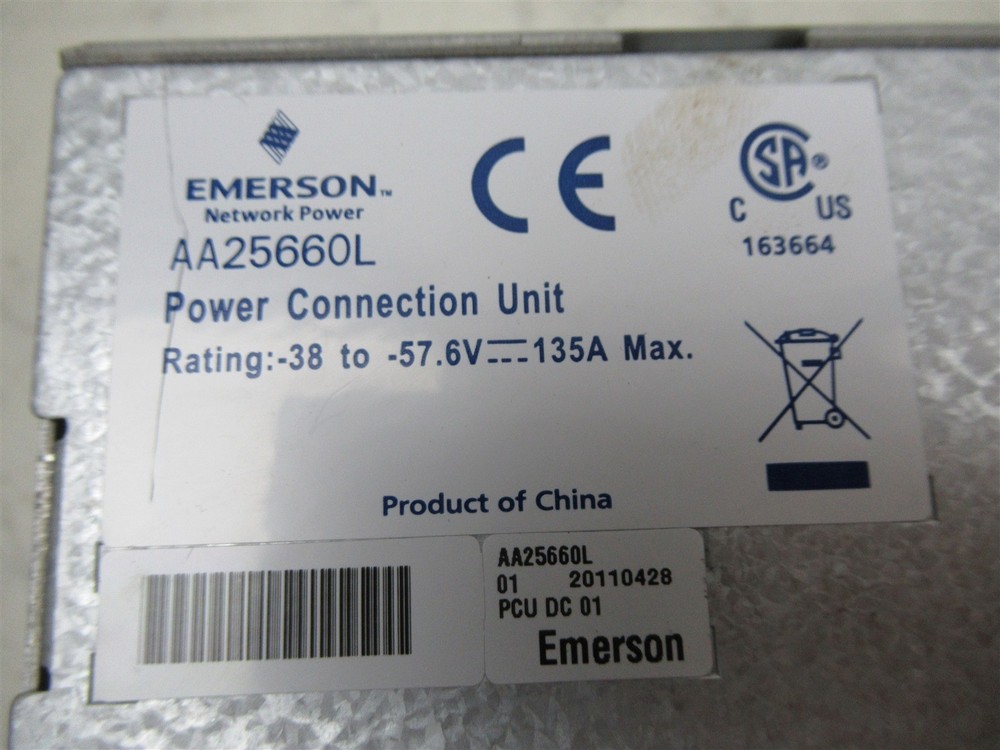 EMERSON™
Network Power
AA25660L
Power Connection Unit
Rating:-38 to -57.6V⎓135A Max.
CE
SA®
C US
163664
Product of China
AA25660L
01 20110428
PCU DC 01
Emerson